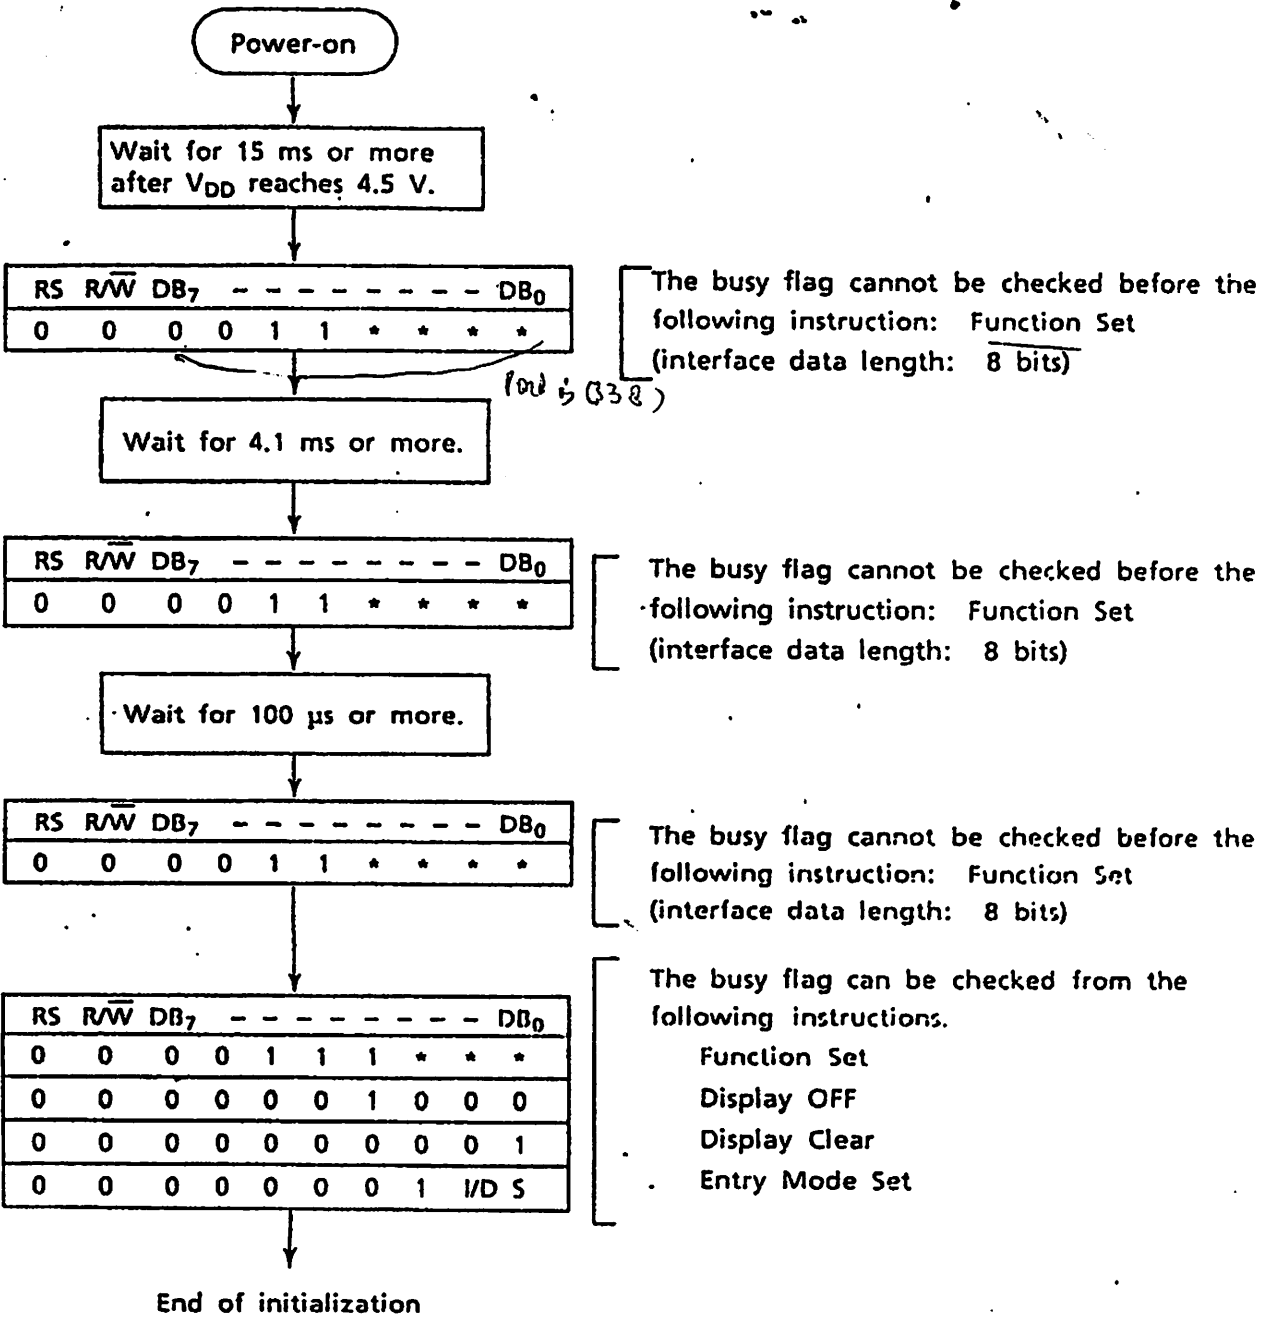 Power-on
Wait for 15 ms or more
after VDD reaches 4.5 V.
RS R/W̅ DB7 - - - - - - - - DB0
0 0 0 0 1 1 * * * *
The busy flag cannot be checked before the
following instruction: Function Set
(interface data length: 8 bits)
Wait for 4.1 ms or more.
RS R/W̅ DB7 - - - - - - - - DB0
0 0 0 0 1 1 * * * *
The busy flag cannot be checked before the
following instruction: Function Set
(interface data length: 8 bits)
Wait for 100 μs or more.
RS R/W̅ DB7 - - - - - - - - DB0
0 0 0 0 1 1 * * * *
The busy flag cannot be checked before the
following instruction: Function Set
(interface data length: 8 bits)
RS R/W̅ DB7 - - - - - - - - DB0
0 0 0 0 1 1 1 * * *
0 0 0 0 0 0 1 0 0 0
0 0 0 0 0 0 0 0 0 1
0 0 0 0 0 0 0 1 I/D S
The busy flag can be checked from the
following instructions.
Function Set
Display OFF
Display Clear
Entry Mode Set
End of initialization